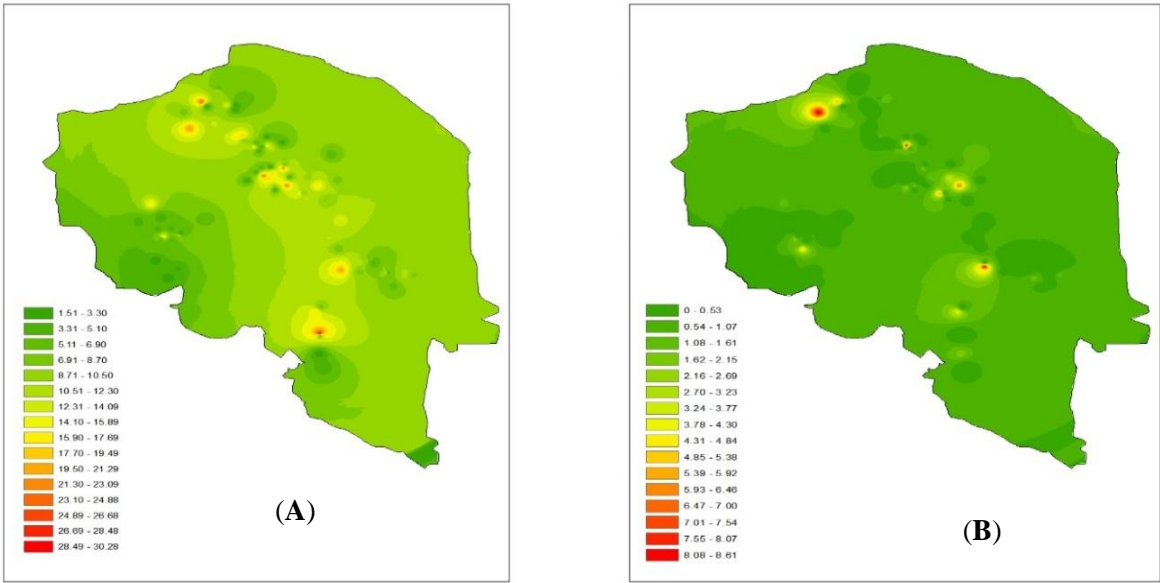 1.51 - 3.30
3.31 - 5.10
5.11 - 6.90
6.91 - 8.70
8.71 - 10.50
10.51 - 12.30
12.31 - 14.09
14.10 - 15.89
15.90 - 17.69
17.70 - 19.49
19.50 - 21.29
21.30 - 23.09
23.10 - 24.88
24.89 - 26.68
26.69 - 28.48
28.49 - 30.28
(A)
0 - 0.53
0.54 - 1.07
1.08 - 1.61
1.62 - 2.15
2.16 - 2.69
2.70 - 3.23
3.24 - 3.77
3.78 - 4.30
4.31 - 4.84
4.85 - 5.38
5.39 - 5.92
5.93 - 6.46
6.47 - 7.00
7.01 - 7.54
7.55 - 8.07
8.08 - 8.61
(B)